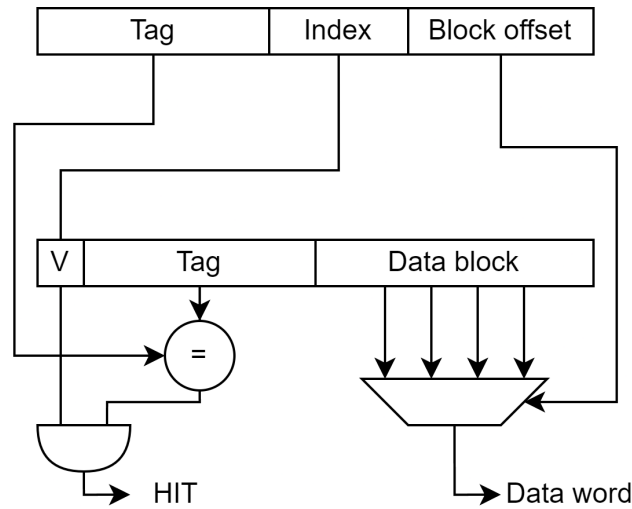 Tag Index Block offset
V Tag Data block
=
HIT Data word